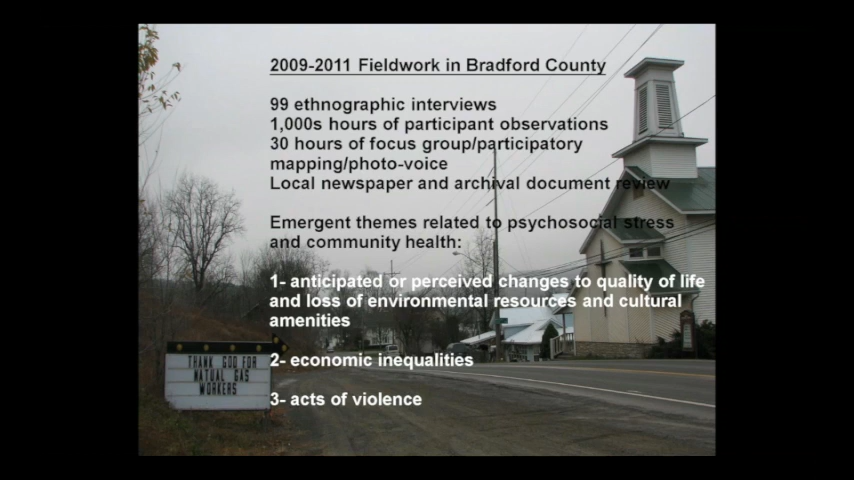 2009-2011 Fieldwork in Bradford County
99 ethnographic interviews
1,000s hours of participant observations
30 hours of focus group/participatory
mapping/photo-voice
Local newspaper and archival document review
Emergent themes related to psychosocial stress
and community health:
1- anticipated or perceived changes to quality of life
and loss of environmental resources and cultural
amenities
2- economic inequalities
3- acts of violence
THANK GOD FOR
NATUAL GAS
WORKERS